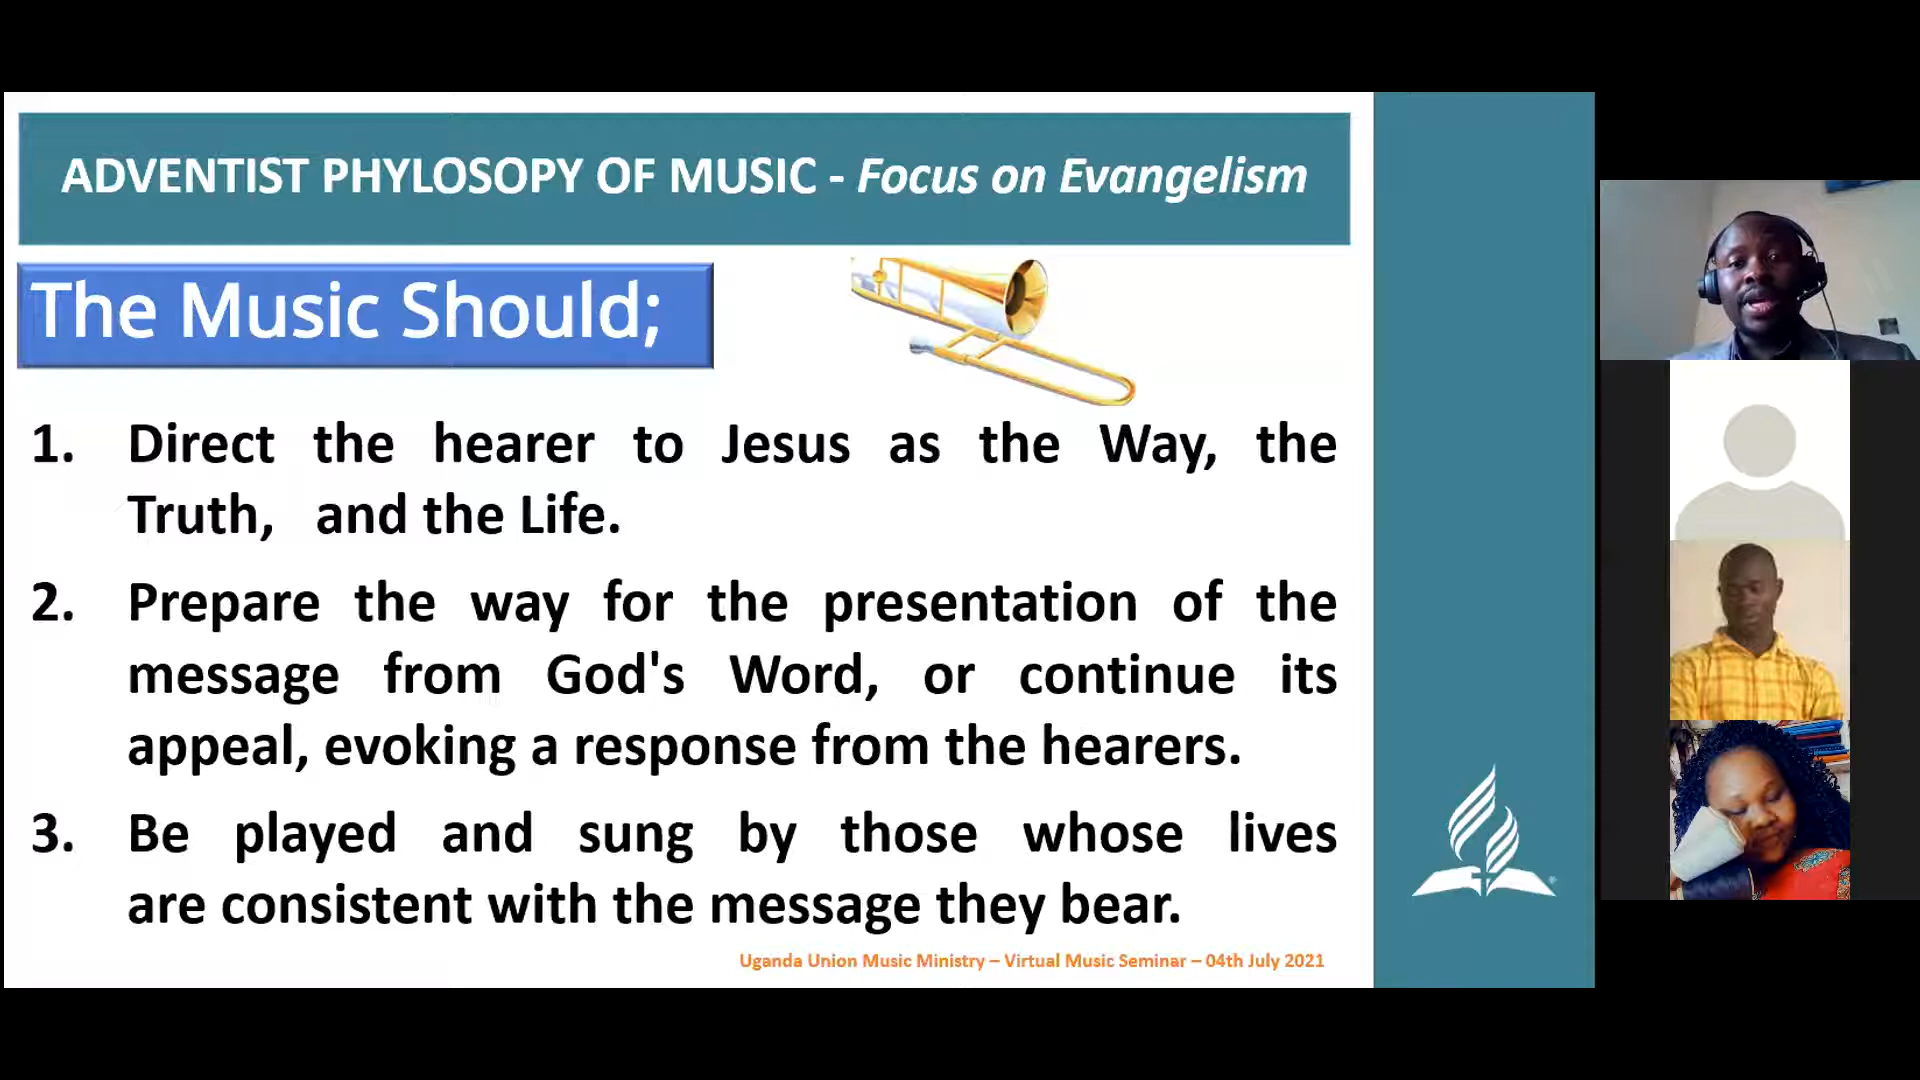 ADVENTIST PHYLOSOPY OF MUSIC - Focus on Evangelism
The Music Should;
1. Direct the hearer to Jesus as the Way, the
Truth, and the Life.
2. Prepare the way for the presentation of the
message from God's Word, or continue its
appeal, evoking a response from the hearers.
3. Be played and sung by those whose lives
are consistent with the message they bear.
Uganda Union Music Ministry – Virtual Music Seminar – 04th July 2021